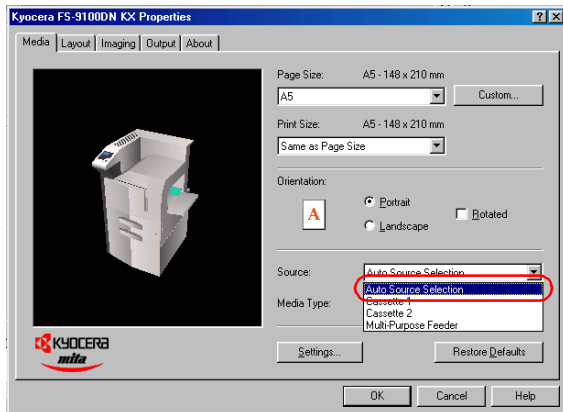 Kyocera FS-9100DN KX Properties
Media Layout Imaging Output About
Page Size: A5 - 148 x 210 mm
A5 Custom...
Print Size: A5 - 148 x 210 mm
Same as Page Size
Orientation:
A Portrait Rotated
Landscape
Source: Auto Source Selection
Auto Source Selection
Media Type: Cassette 1
Cassette 2
Multi-Purpose Feeder
KYOCERA
mita
Settings... Restore Defaults
OK Cancel Help